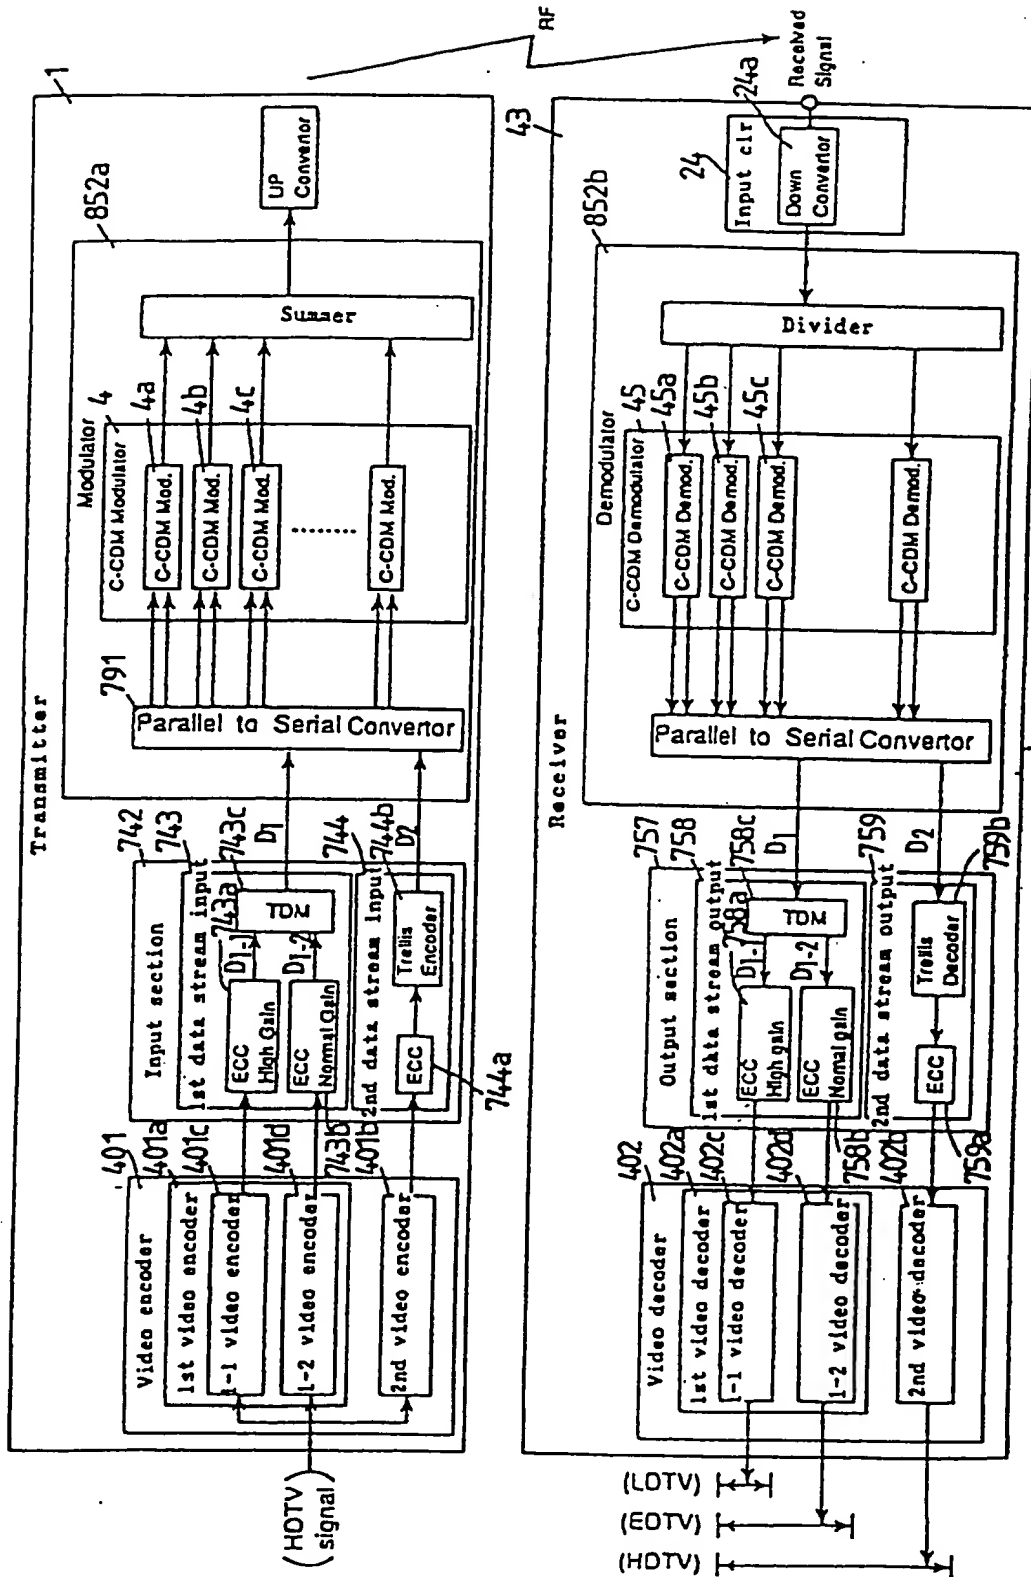 Transmitter
1
Video encoder
401
1st video encoder
401a
1-1 video encoder
401c
1-2 video encoder
401d
2nd video encoder
401b
(HDTV signal)
Input section
742
1st data stream input
743
ECC High Gain
743a
ECC Normal Gain
743b
D1-1
D1-2
TDM
743c
2nd data stream input
744
ECC
744a
Trellis Encoder
744b
D1
D2
Parallel to Serial Convertor
791
Modulator
852a
C-CDM Modulator
4
C-CDM Mod.
4a
C-CDM Mod.
4b
C-CDM Mod.
4c
C-CDM Mod.
Summer
UP Convertor
RF
Receiver
43
Received Signal
Input cir
24
Down Convertor
24a
Demodulator
852b
Divider
C-CDM Demodulator
45
C-CDM Demod.
45a
C-CDM Demod.
45b
C-CDM Demod.
45c
C-CDM Demod.
Parallel to Serial Convertor
D1
D2
Output section
757
1st data stream output
758
TDM
758c
D1-1
D1-2
ECC High gain
758a
ECC Normal gain
758b
2nd data stream output
759
Trellis Decoder
759b
ECC
759a
Video decoder
402
1st video decoder
402a
1-1 video decoder
402c
1-2 video decoder
402d
2nd video decoder
402b
(LDTV)
(EDTV)
(HDTV)